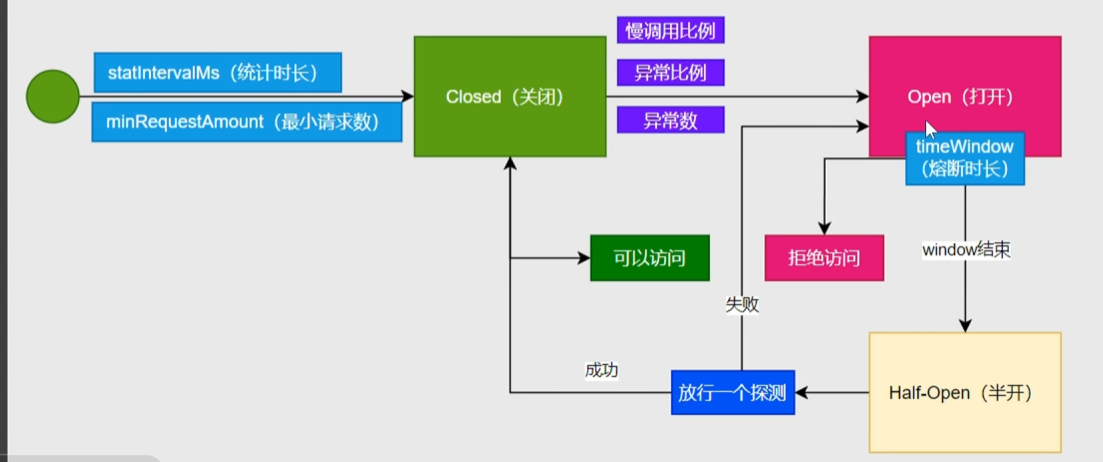 慢调用比例
statIntervalMs（统计时长）
异常比例
Closed（关闭）
Open（打开）
minRequestAmount（最小请求数）
异常数
timeWindow
（熔断时长）
可以访问
拒绝访问
window结束
失败
成功
放行一个探测
Half-Open（半开）